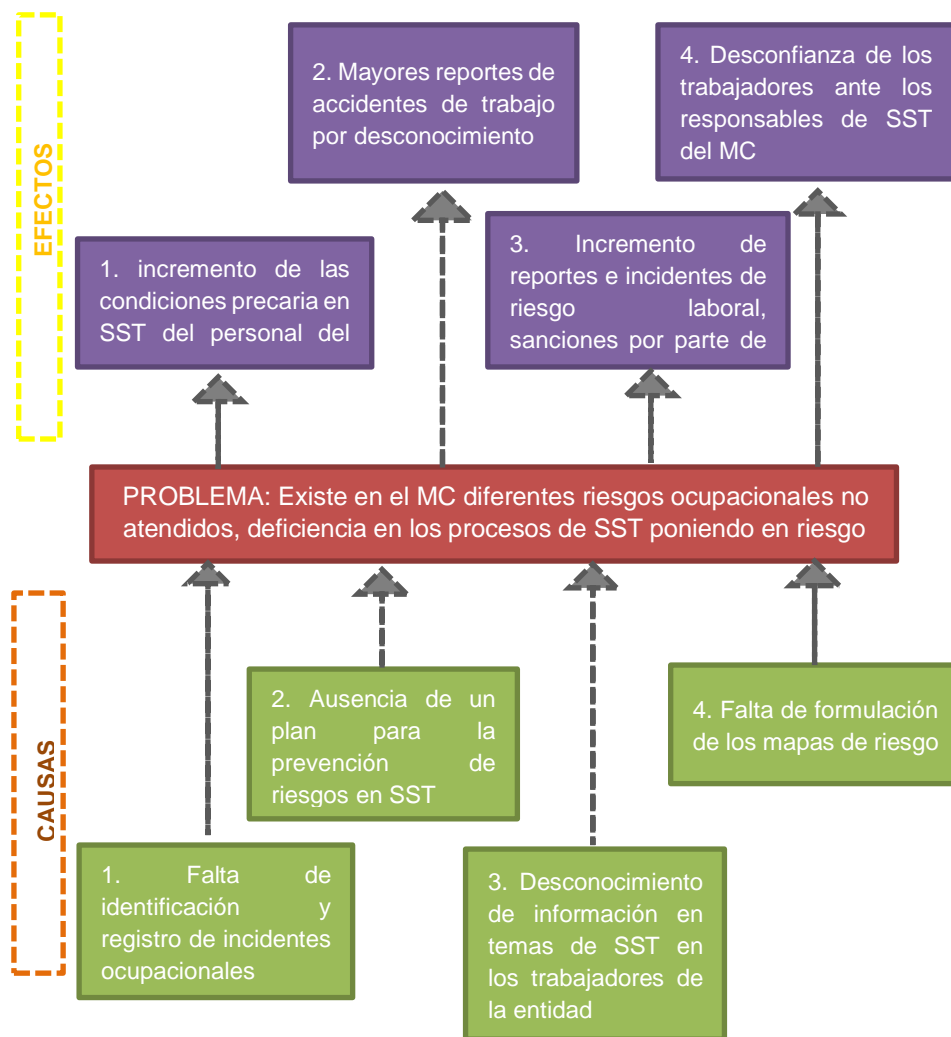 EFECTOS
2. Mayores reportes de
accidentes de trabajo
por desconocimiento
4. Desconfianza de los
trabajadores ante los
responsables de SST
del MC
1. incremento de las
condiciones precaria en
SST del personal del
3. Incremento de
reportes e incidentes de
riesgo laboral,
sanciones por parte de
PROBLEMA: Existe en el MC diferentes riesgos ocupacionales no
atendidos, deficiencia en los procesos de SST poniendo en riesgo
CAUSAS
2. Ausencia de un
plan para la
prevención de
riesgos en SST
4. Falta de formulación
de los mapas de riesgo
1. Falta de
identificación y
registro de incidentes
ocupacionales
3. Desconocimiento
de información en
temas de SST en
los trabajadores de
la entidad